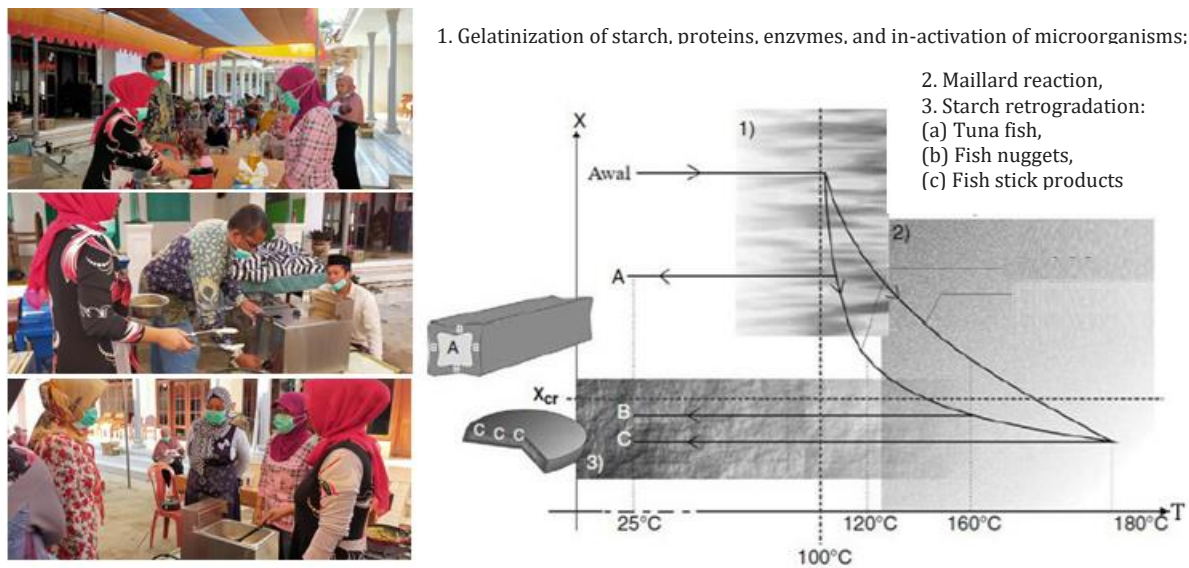 1. Gelatinization of starch, proteins, enzymes, and in-activation of microorganisms;
2. Maillard reaction,
3. Starch retrogradation:
(a) Tuna fish,
(b) Fish nuggets,
(c) Fish stick products
X
1)
Awal
2)
A
B
B A B
B
Xcr
B
C C C
C
3)
T
25°C
120°C
160°C
180°C
100°C